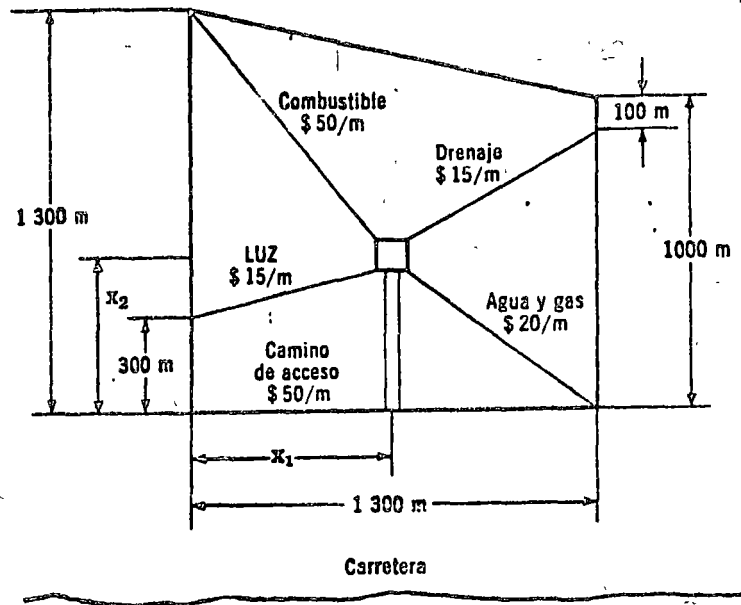 Combustible
$ 50/m
100 m
Drenaje
$ 15/m
1 300 m
LUZ
$ 15/m
1000 m
x₂
Agua y gas
$ 20/m
300 m
Camino
de acceso
$ 50/m
x₁
1 300 m
Carretera